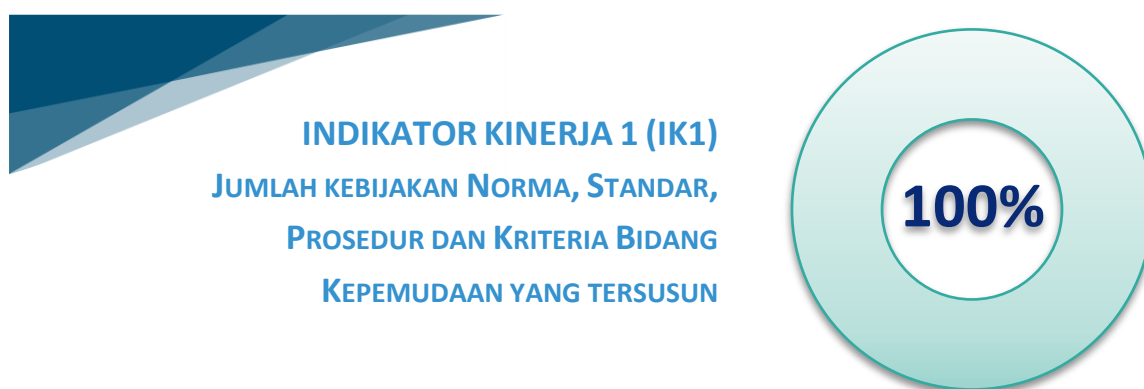 INDIKATOR KINERJA 1 (IK1)
JUMLAH KEBIJAKAN NORMA, STANDAR,
PROSEDUR DAN KRITERIA BIDANG
KEPEMUDAAN YANG TERSUSUN
100%